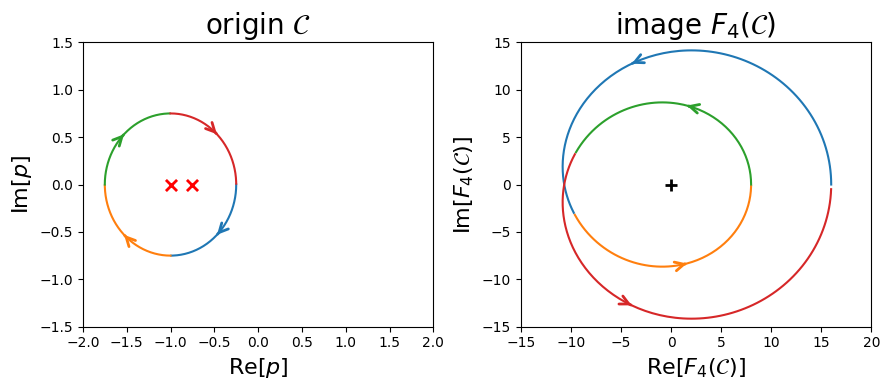 origin 𝒞
image F₄(𝒞)
1.5
1.0
0.5
0.0
−0.5
−1.0
−1.5
Im[p]
−2.0 −1.5 −1.0 −0.5 0.0 0.5 1.0 1.5 2.0
Re[p]
15
10
5
0
−5
−10
−15
Im[F₄(𝒞)]
−15 −10 −5 0 5 10 15 20
Re[F₄(𝒞)]